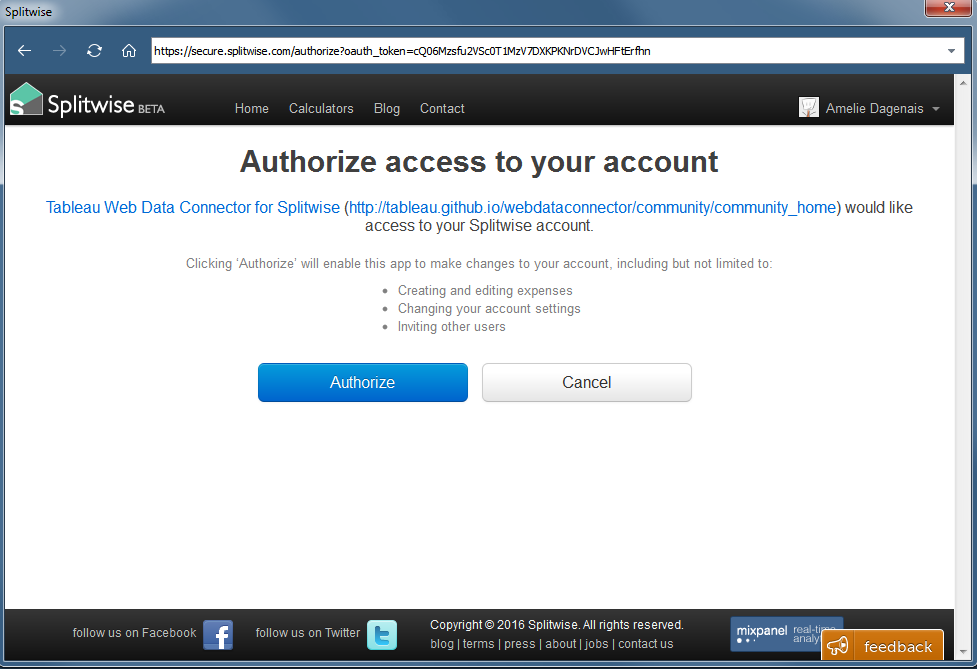 Splitwise
https://secure.splitwise.com/authorize?oauth_token=cQ06Mzsfu2VSc0T1MzV7DXKPKNrDVCJwHFtErfhn
Splitwise BETA
Home Calculators Blog Contact
Amelie Dagenais
Authorize access to your account
Tableau Web Data Connector for Splitwise (http://tableau.github.io/webdataconnector/community/community_home) would like
access to your Splitwise account.
Clicking ‘Authorize’ will enable this app to make changes to your account, including but not limited to:
• Creating and editing expenses
• Changing your account settings
• Inviting other users
Authorize
Cancel
follow us on Facebook
follow us on Twitter
Copyright © 2016 Splitwise. All rights reserved.
blog | terms | press | about | jobs | contact us
mixpanel
real-time
feedback